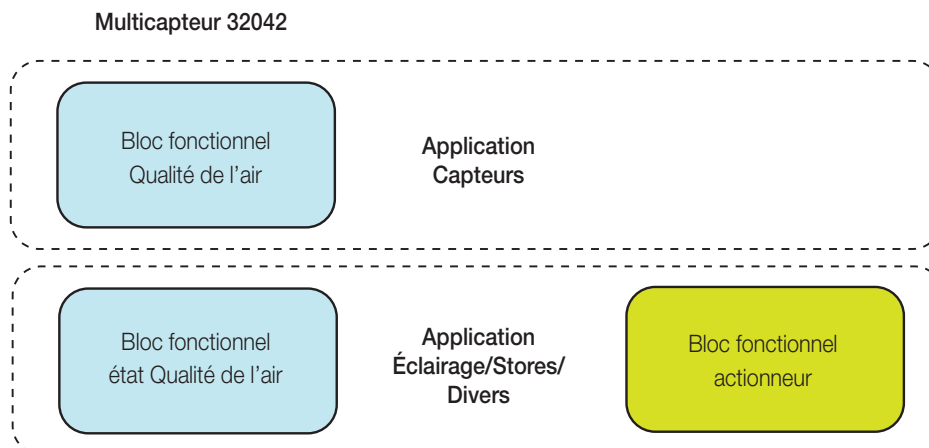 Multicapteur 32042
Bloc fonctionnel
Qualité de l’air
Application
Capteurs
Bloc fonctionnel
état Qualité de l’air
Application
Éclairage/Stores/
Divers
Bloc fonctionnel
actionneur